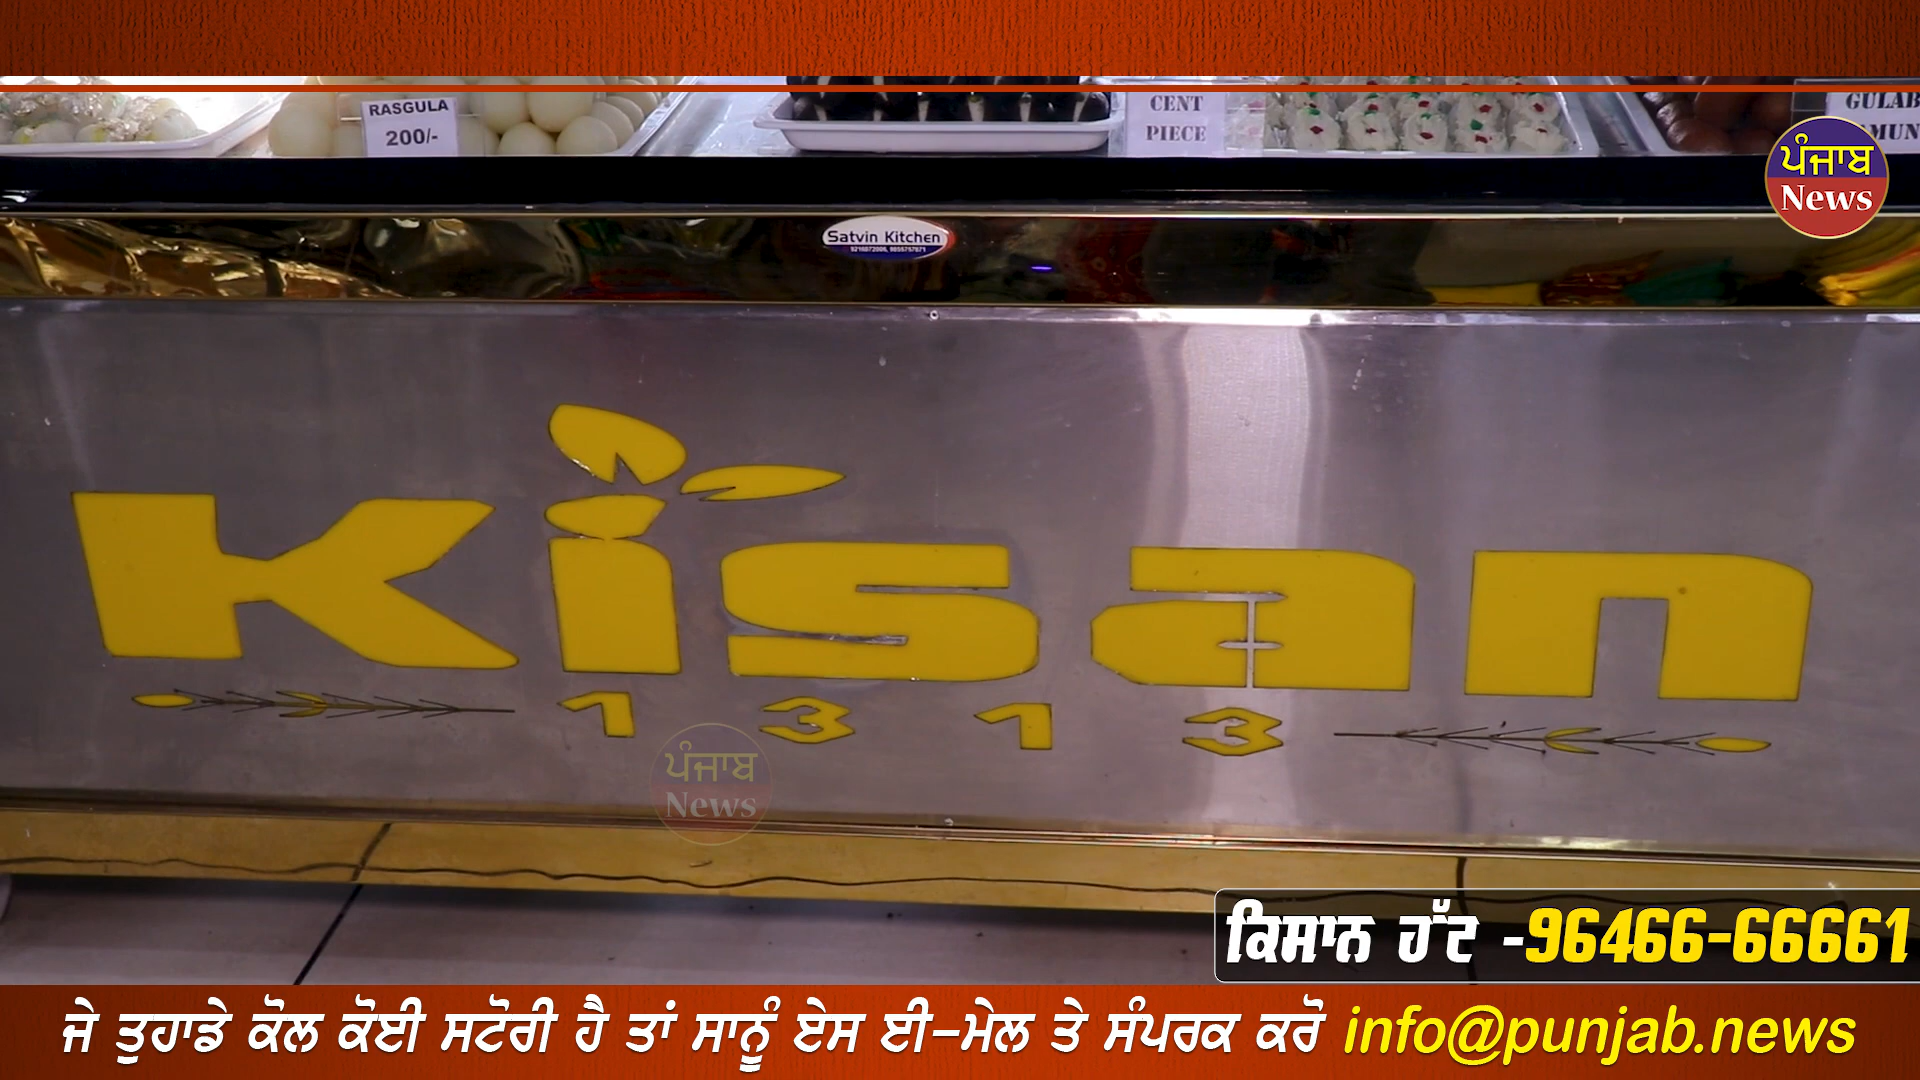 RASGULA
200/-
CENT
PIECE
GULAB
ਪੰਜਾਬ
News
Satvin Kitchen
Kisan
1313
ਪੰਜਾਬ
News
ਕਿਸਾਨ ਹੱਟ -96466-66661
ਜੇ ਤੁਹਾਡੇ ਕੋਲ ਕੋਈ ਸਟੋਰੀ ਹੈ ਤਾਂ ਸਾਨੂੰ ਏਸ ਈ-ਮੇਲ ਤੇ ਸੰਪਰਕ ਕਰੋ info@punjab.news